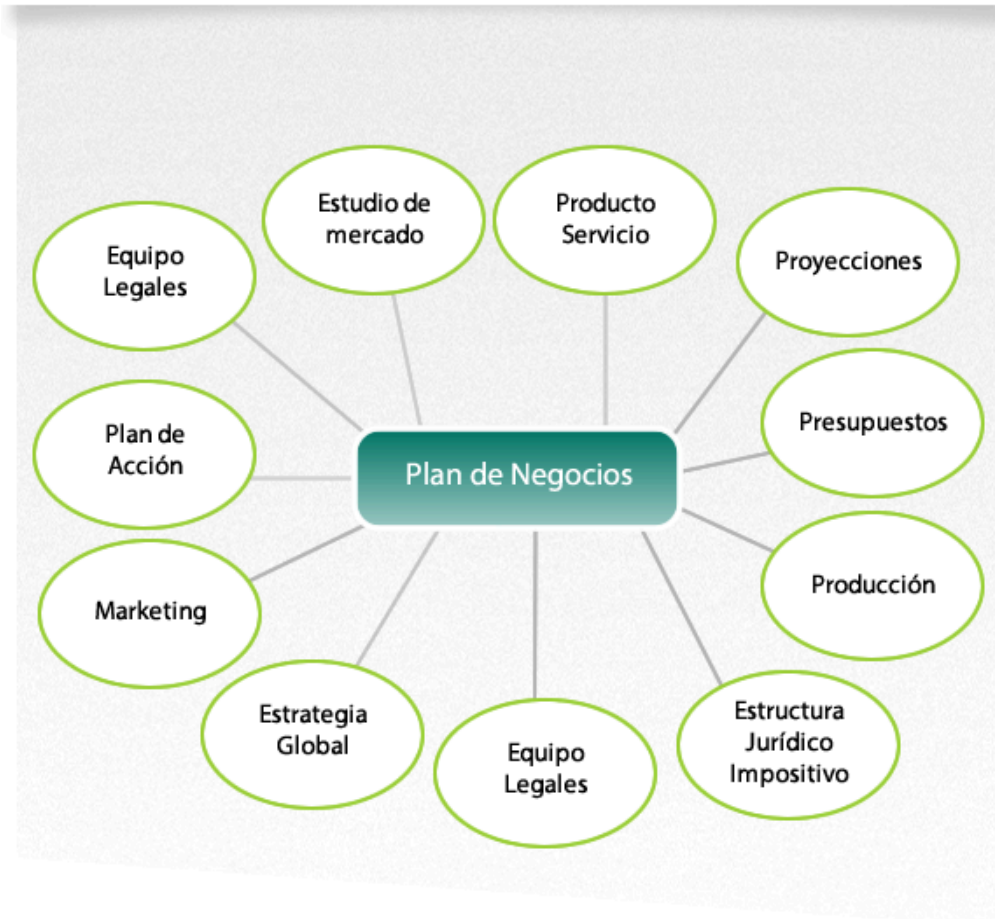 Estudio de
mercado
Producto
Servicio
Equipo
Legales
Proyecciones
Plan de
Acción
Presupuestos
Plan de Negocios
Marketing
Producción
Estrategia
Global
Equipo
Legales
Estructura
Jurídico
Impositivo